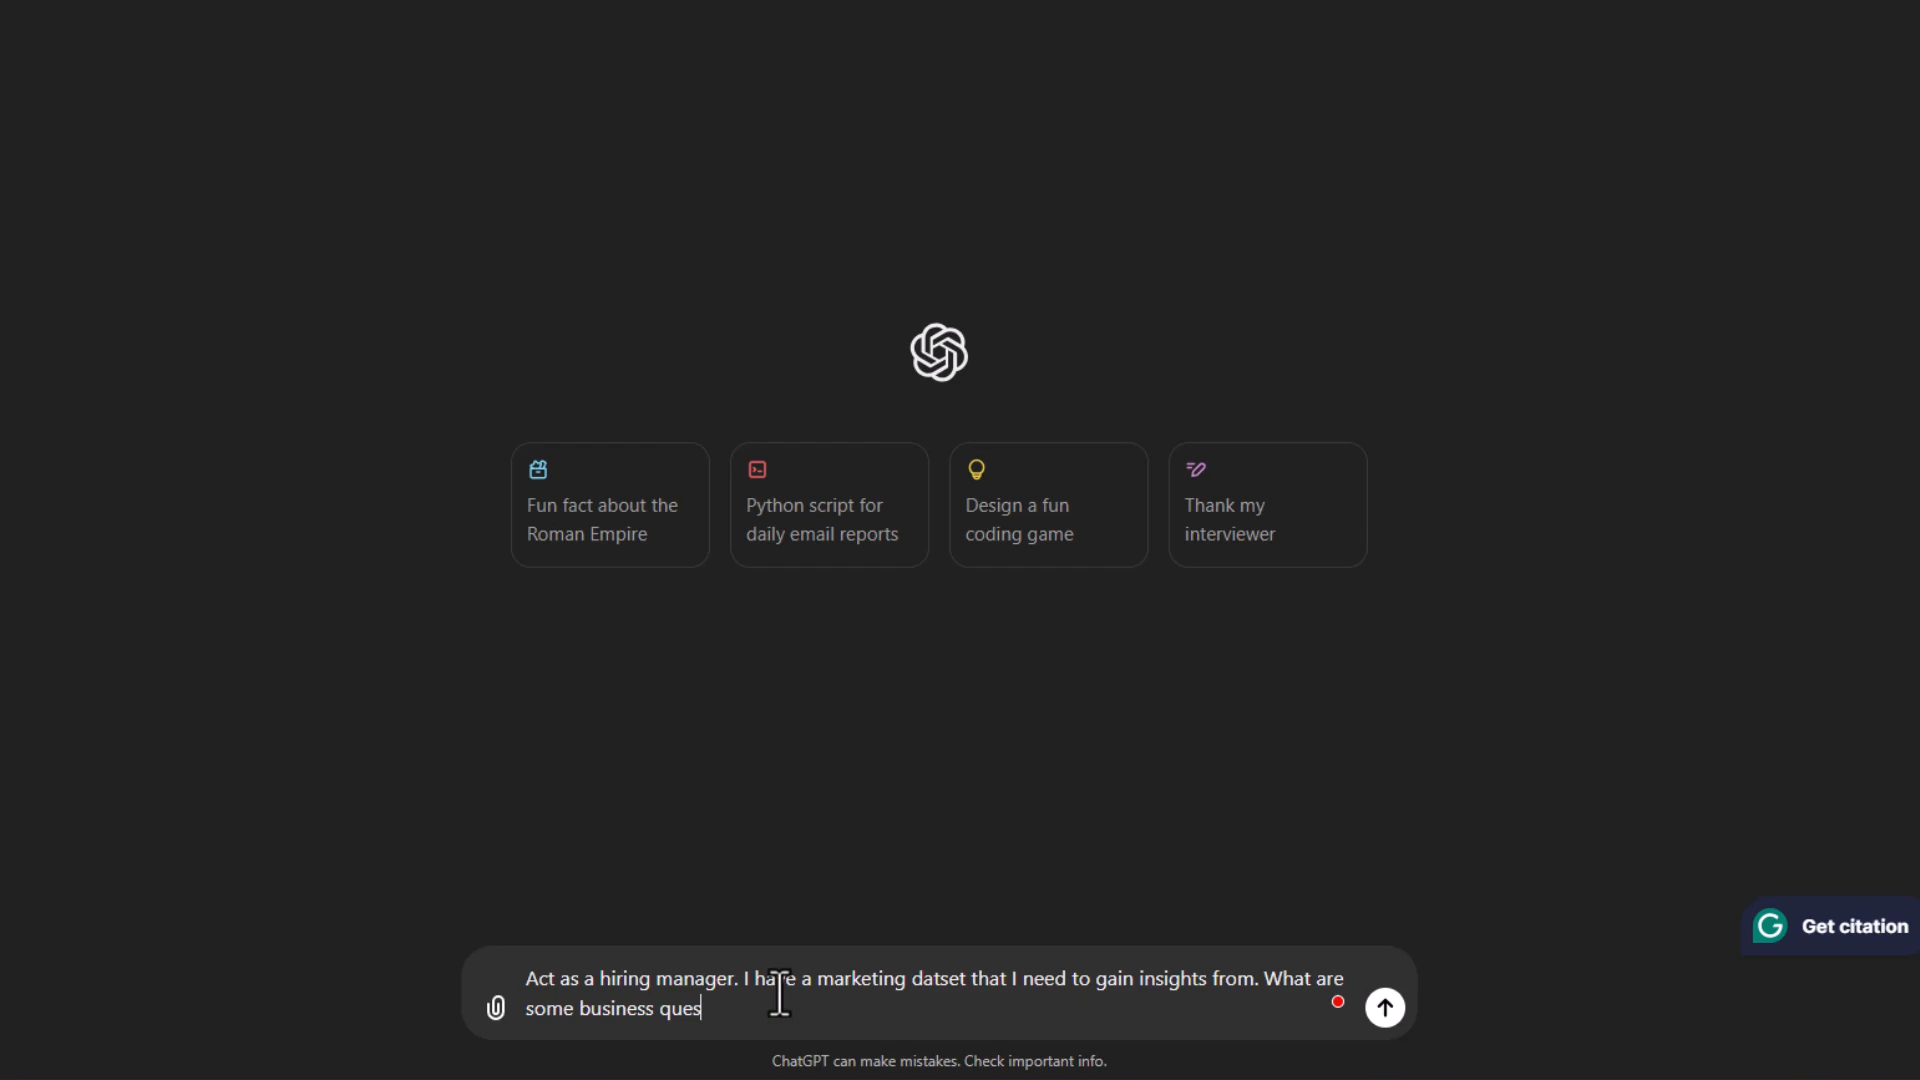 Fun fact about the
Roman Empire
Python script for
daily email reports
Design a fun
coding game
Thank my
interviewer
Get citation
Act as a hiring manager. I have a marketing datset that I need to gain insights from. What are
some business ques
ChatGPT can make mistakes. Check important info.